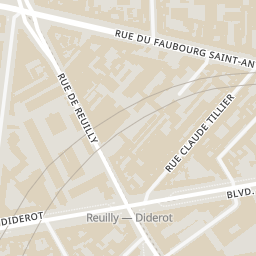 RUE DU FAUBOURG SAINT-AN
RUE DE REUILLY
RUE CLAUDE TILLIER
BLVD.
DIDEROT
Reuilly — Diderot